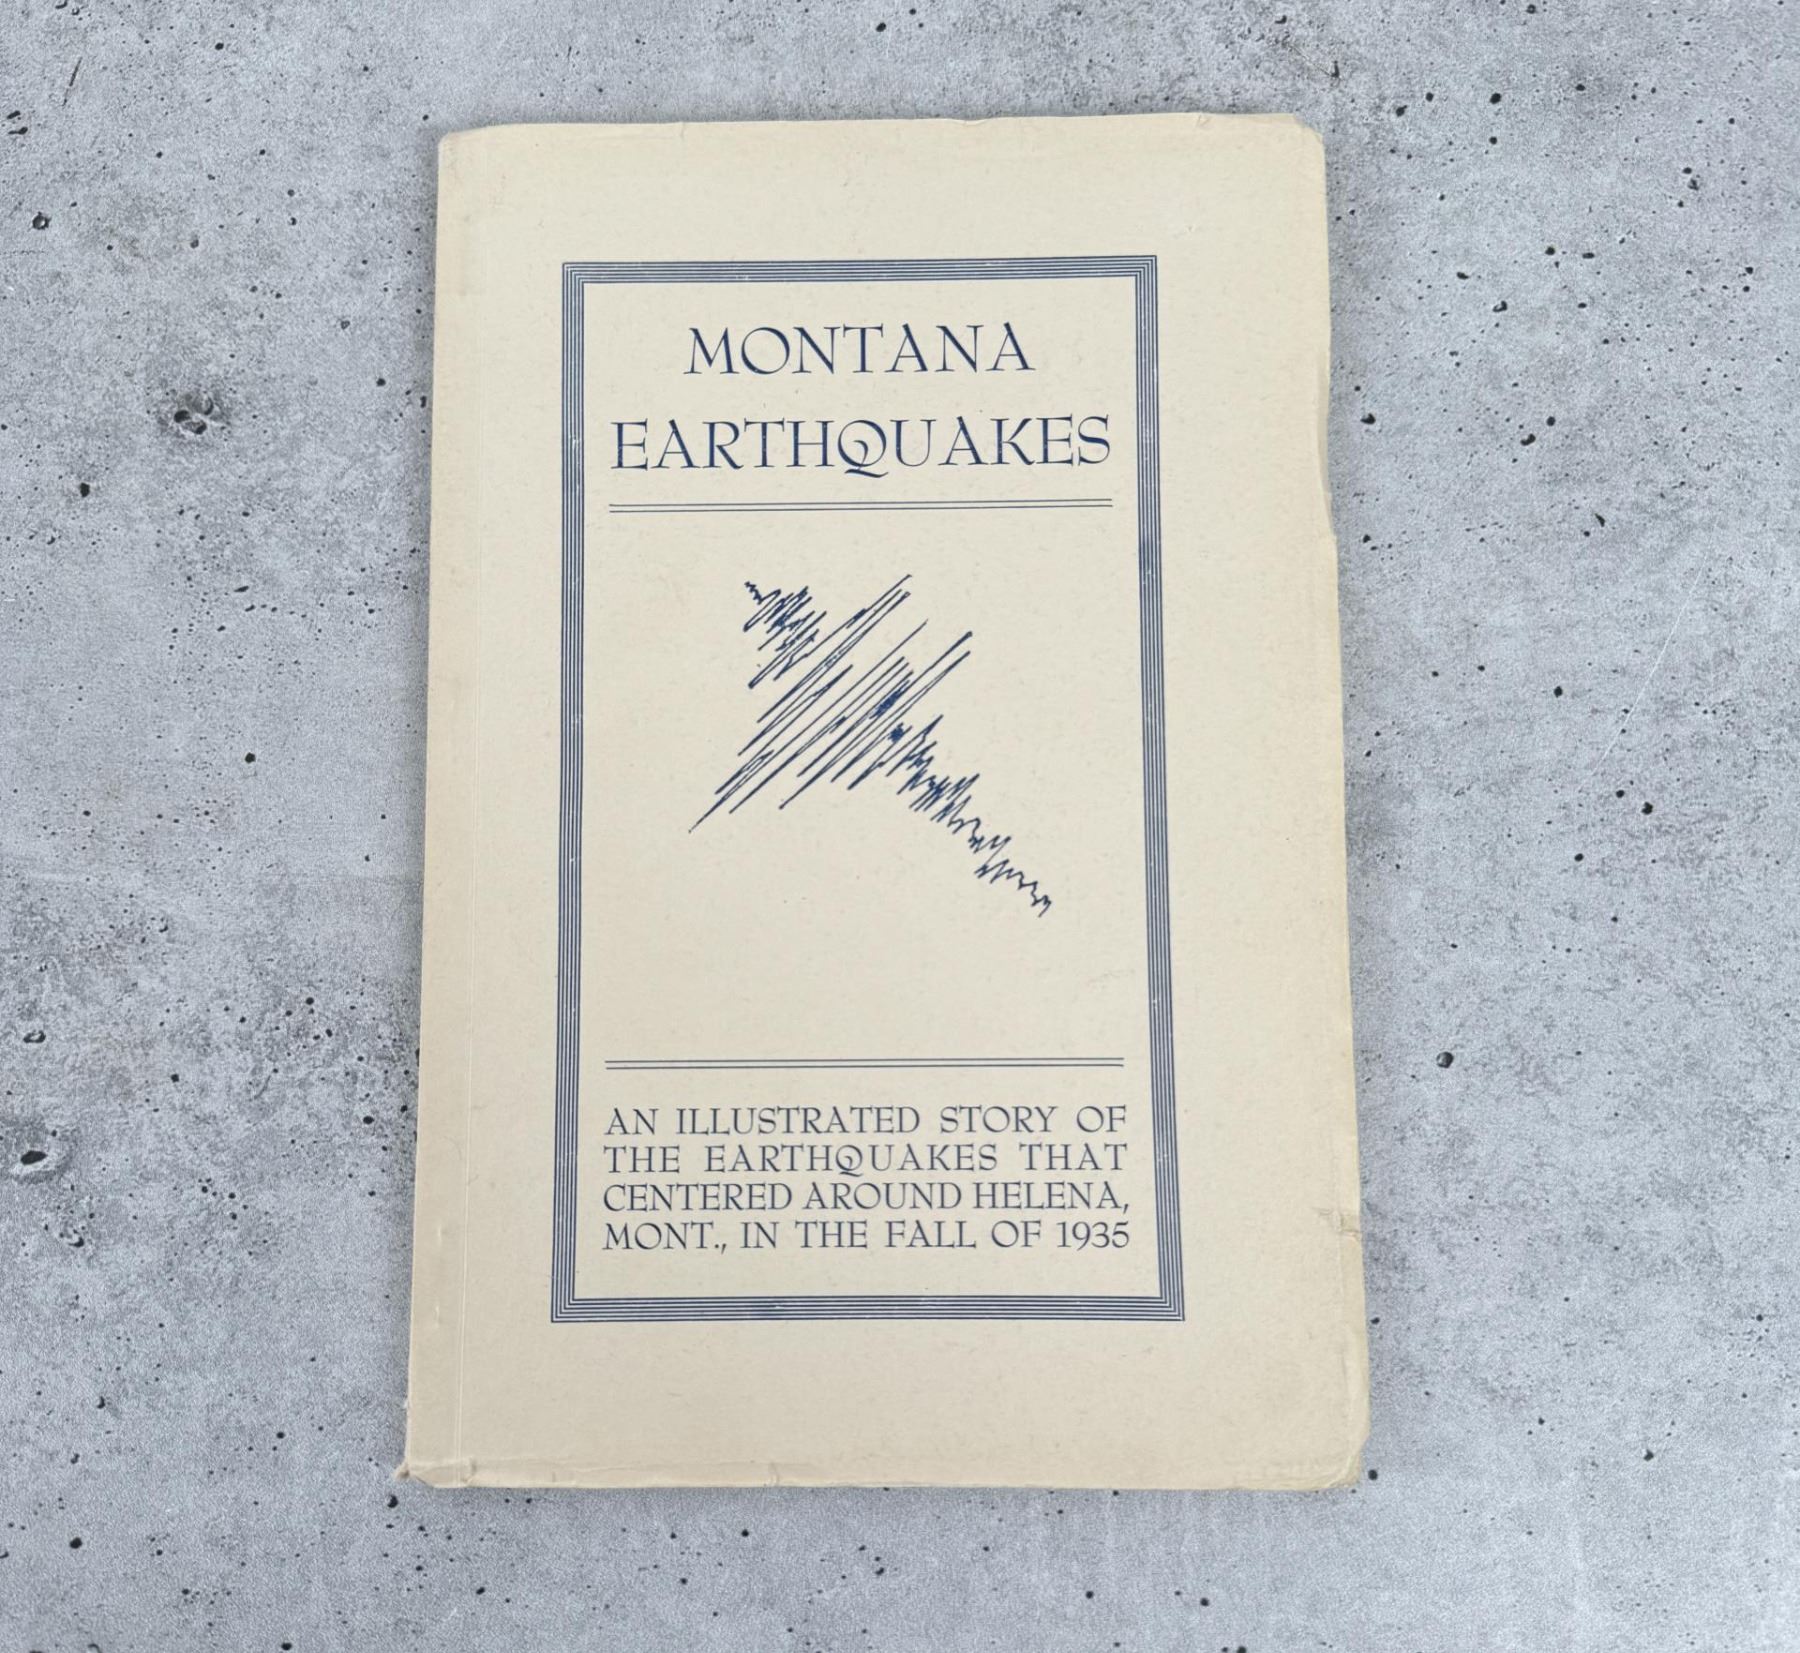 MONTANA
EARTHQUAKES
AN ILLUSTRATED STORY OF
THE EARTHQUAKES THAT
CENTERED AROUND HELENA,
MONT., IN THE FALL OF 1935